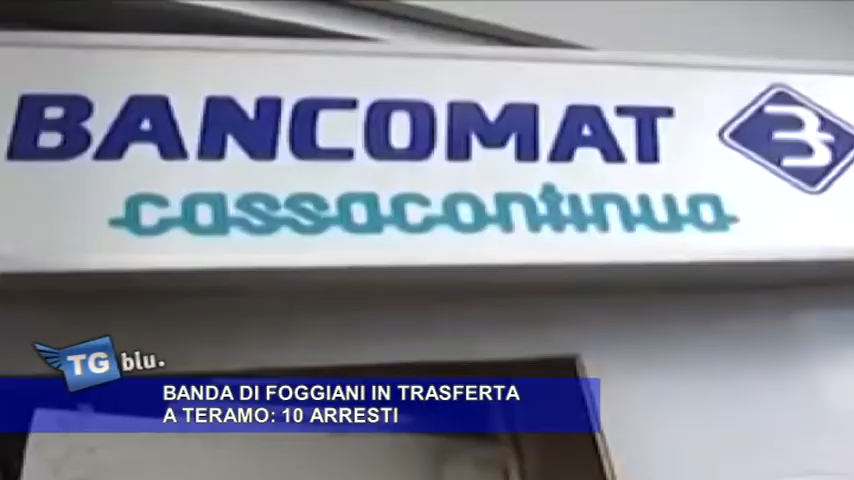 BANCOMAT
cassacontinua
TG blu.
BANDA DI FOGGIANI IN TRASFERTA
A TERAMO: 10 ARRESTI